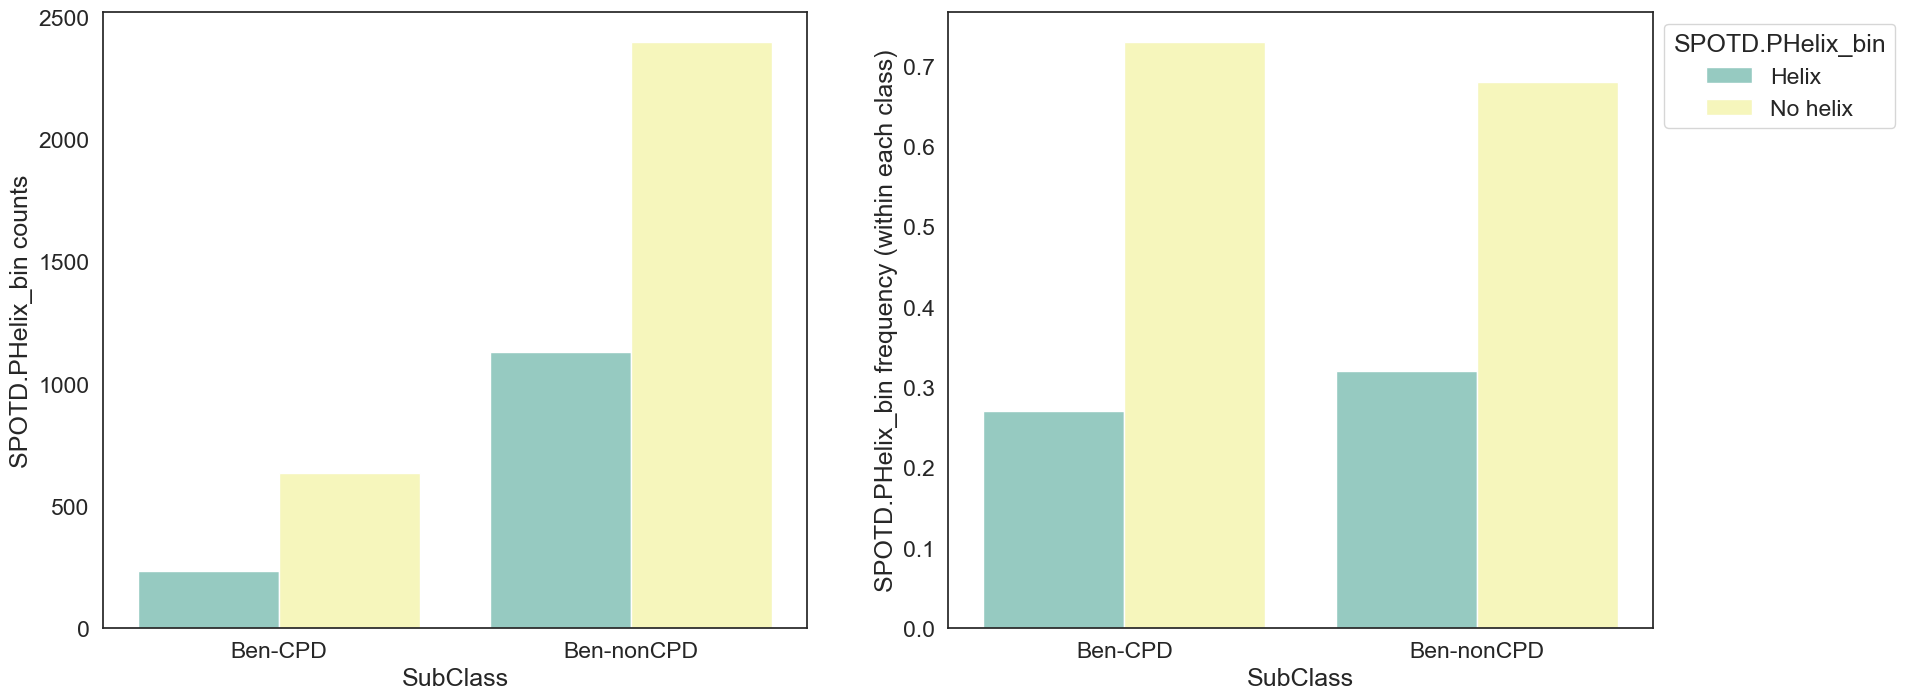 SPOTD.PHelix_bin counts
2500
2000
1500
1000
500
0
Ben-CPD
Ben-nonCPD
SubClass
SPOTD.PHelix_bin frequency (within each class)
0.7
0.6
0.5
0.4
0.3
0.2
0.1
0.0
Ben-CPD
Ben-nonCPD
SubClass
SPOTD.PHelix_bin
Helix
No helix